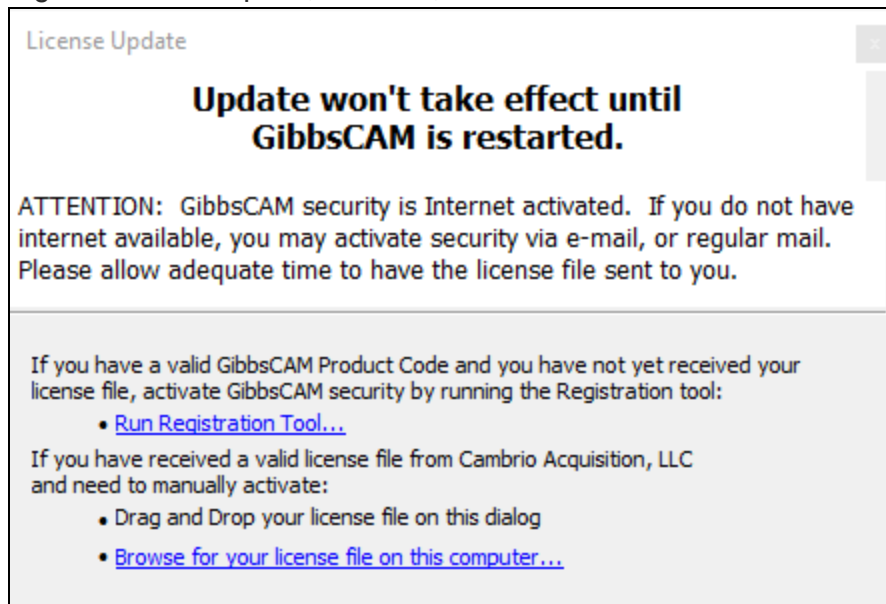 License Update
Update won't take effect until
GibbsCAM is restarted.
ATTENTION:  GibbsCAM security is Internet activated.  If you do not have
internet available, you may activate security via e-mail, or regular mail.
Please allow adequate time to have the license file sent to you.
If you have a valid GibbsCAM Product Code and you have not yet received your
license file, activate GibbsCAM security by running the Registration tool:
• Run Registration Tool...
If you have received a valid license file from Cambrio Acquisition, LLC
and need to manually activate:
• Drag and Drop your license file on this dialog
• Browse for your license file on this computer...